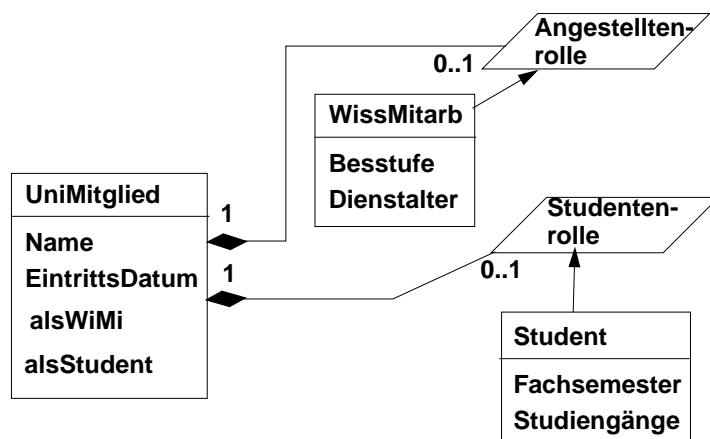 Angestellten-
rolle
0..1
WissMitarb
Besstufe
Dienstalter
UniMitglied
1
Name
EintrittsDatum
1
alsWiMi
alsStudent
Studenten-
rolle
0..1
Student
Fachsemester
Studiengänge